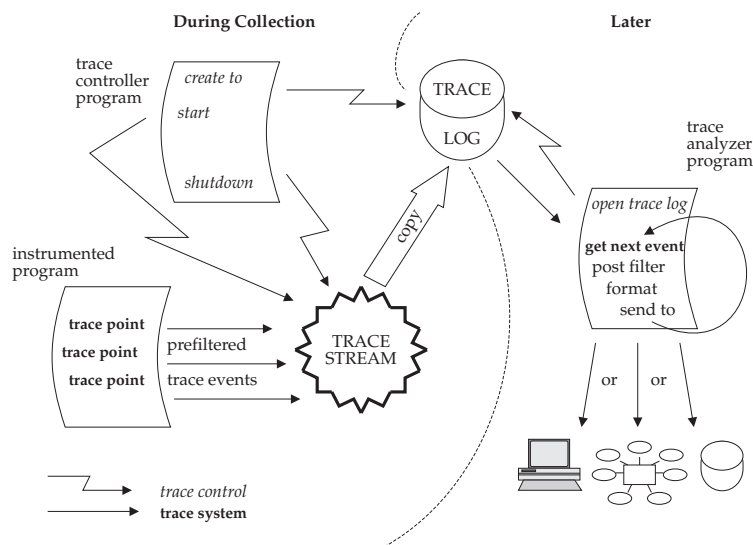 During Collection
Later
trace
controller
program
create to
start
shutdown
TRACE
LOG
trace
analyzer
program
open trace log
get next event
post filter
format
send to
copy
instrumented
program
trace point
trace point
trace point
prefiltered
trace events
TRACE
STREAM
or
or
trace control
trace system